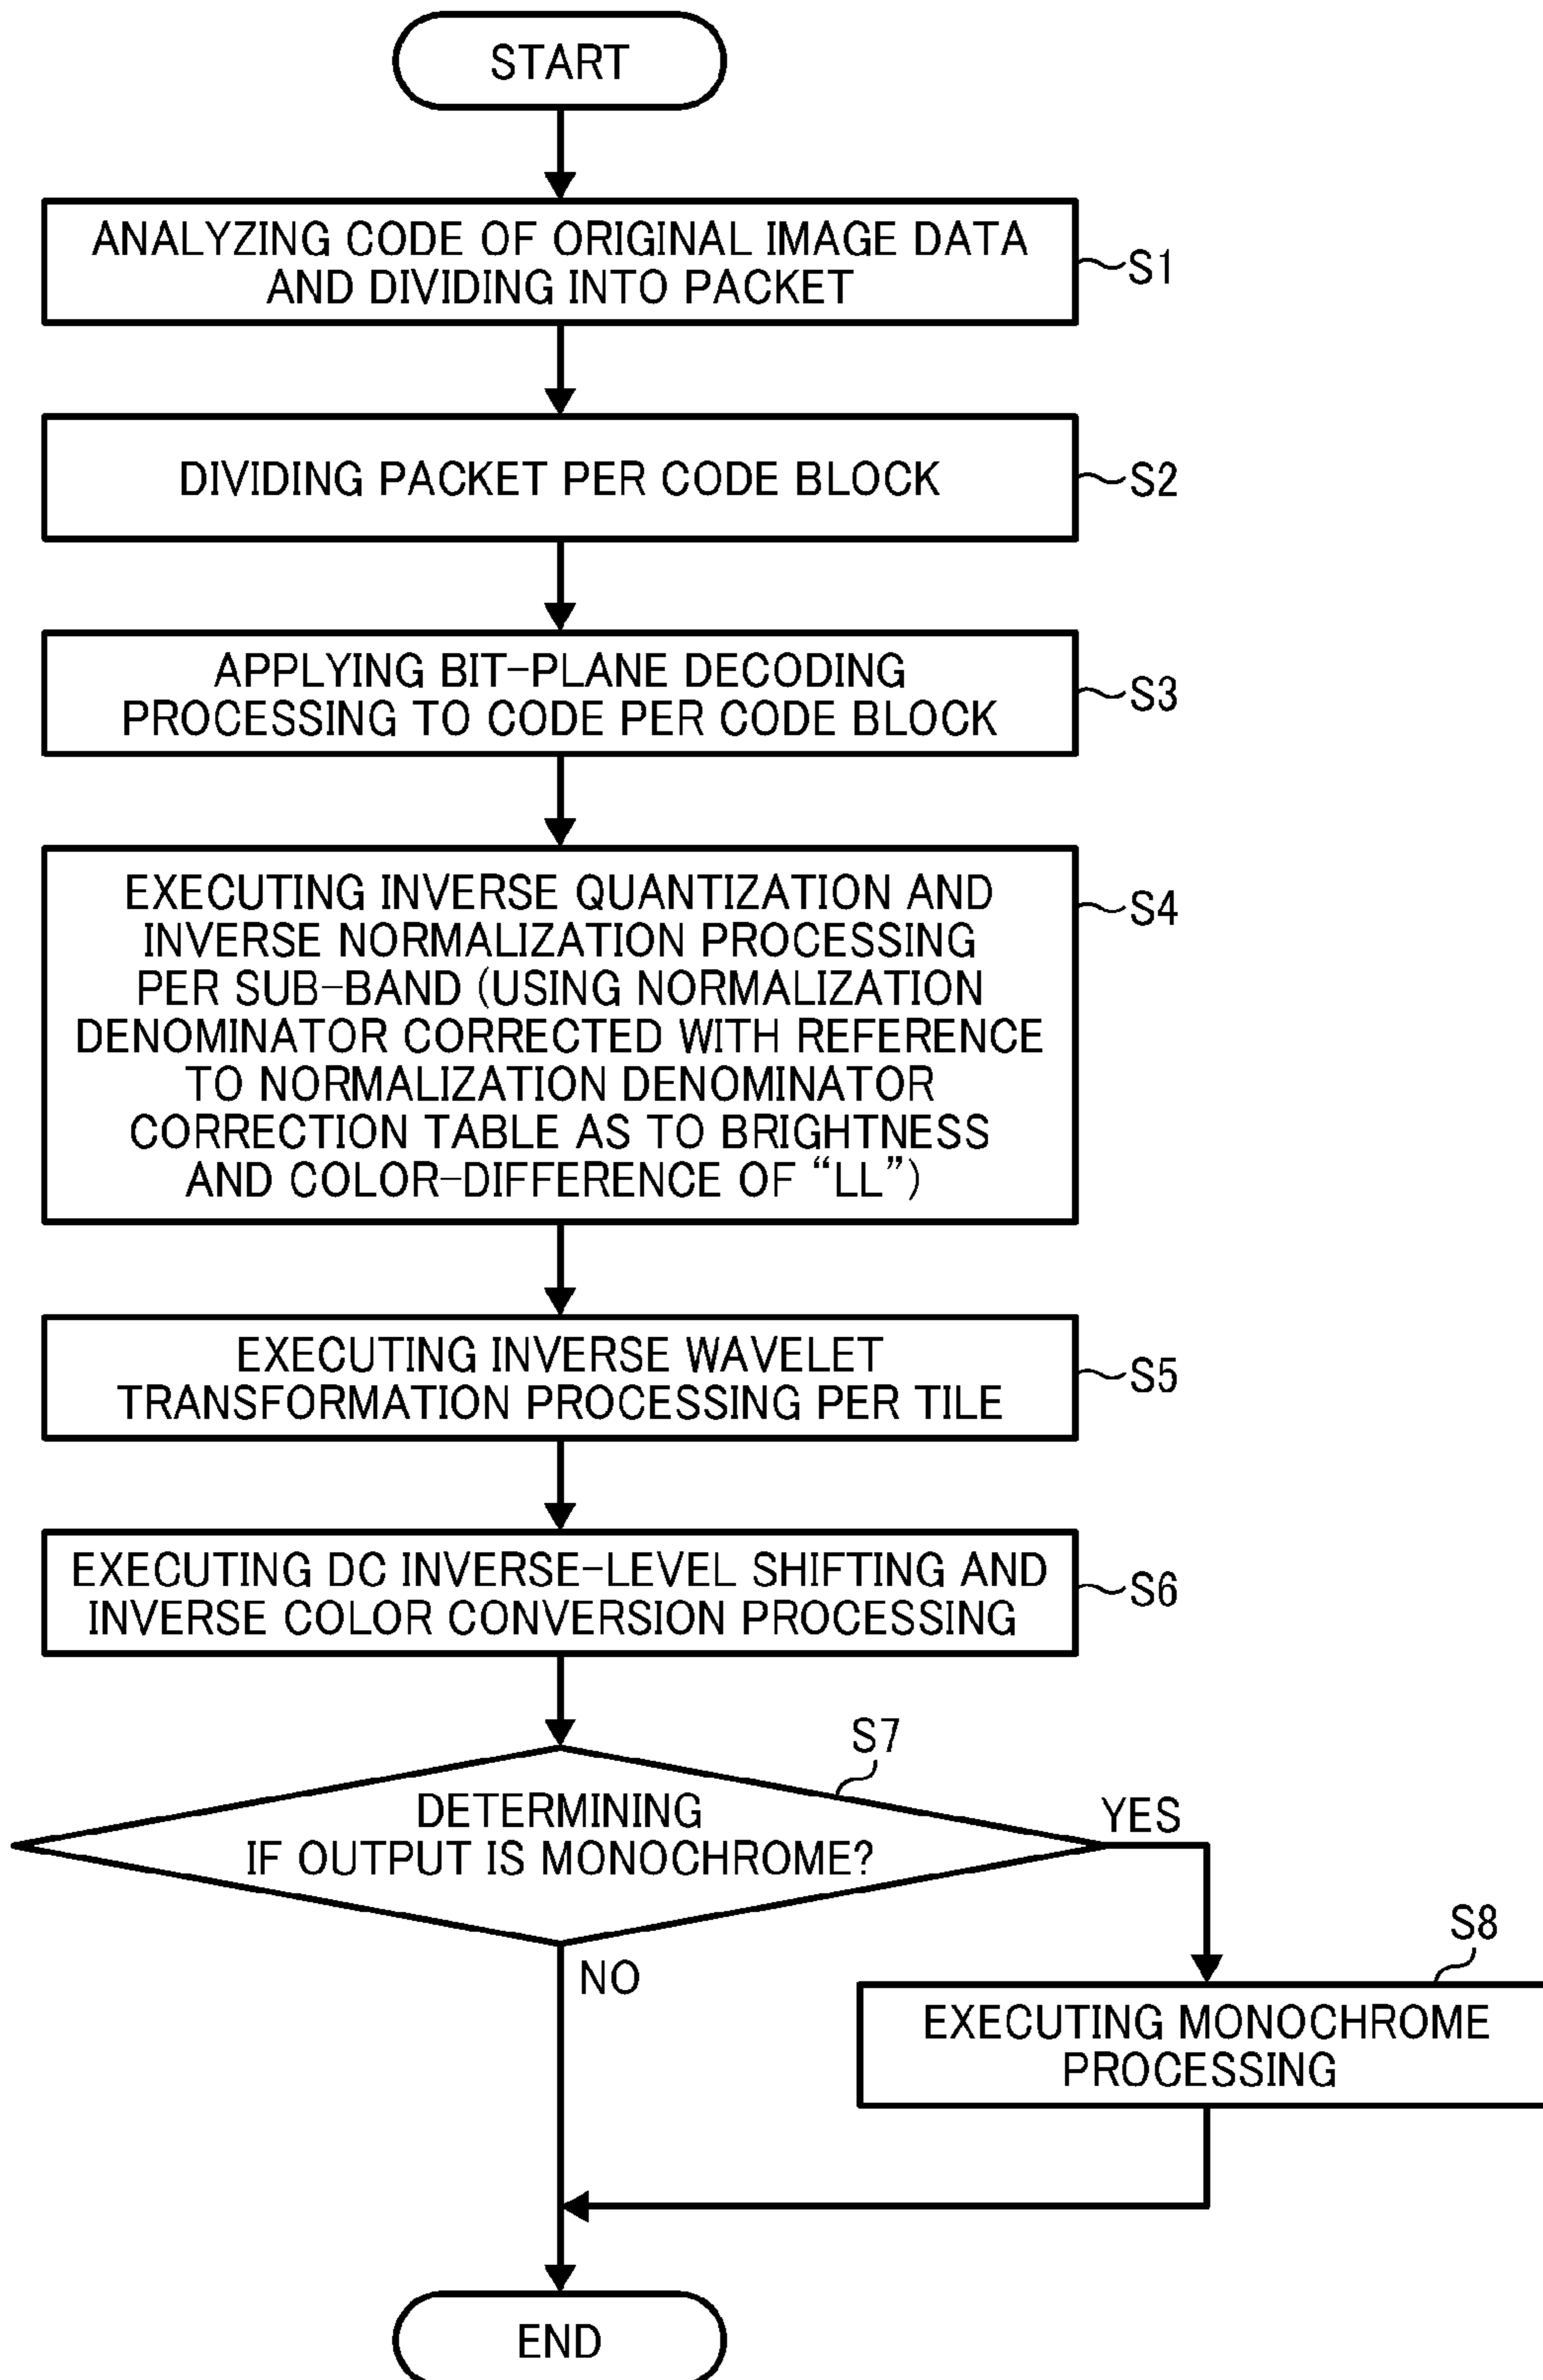 START
ANALYZING CODE OF ORIGINAL IMAGE DATA
AND DIVIDING INTO PACKET
S1
DIVIDING PACKET PER CODE BLOCK
S2
APPLYING BIT-PLANE DECODING
PROCESSING TO CODE PER CODE BLOCK
S3
EXECUTING INVERSE QUANTIZATION AND
INVERSE NORMALIZATION PROCESSING
PER SUB-BAND (USING NORMALIZATION
DENOMINATOR CORRECTED WITH REFERENCE
TO NORMALIZATION DENOMINATOR
CORRECTION TABLE AS TO BRIGHTNESS
AND COLOR-DIFFERENCE OF “LL”)
S4
EXECUTING INVERSE WAVELET
TRANSFORMATION PROCESSING PER TILE
S5
EXECUTING DC INVERSE-LEVEL SHIFTING AND
INVERSE COLOR CONVERSION PROCESSING
S6
S7
DETERMINING
IF OUTPUT IS MONOCHROME?
YES
NO
S8
EXECUTING MONOCHROME
PROCESSING
END